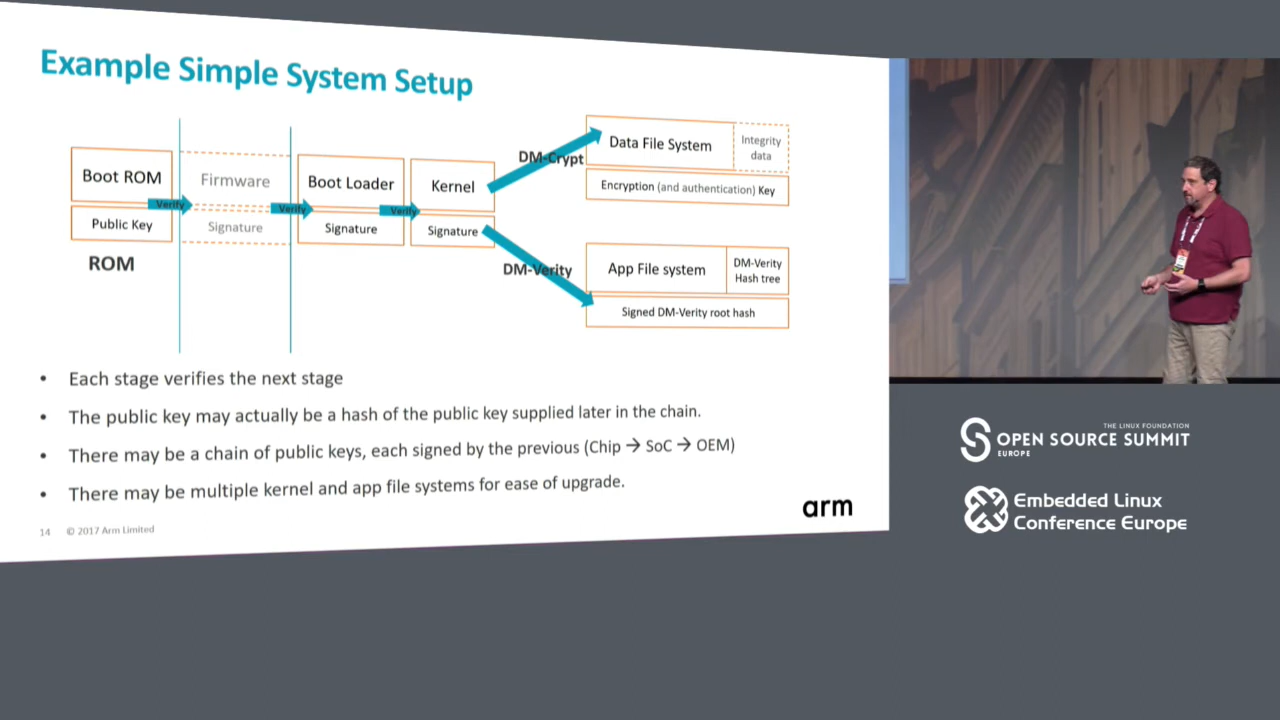 Example Simple System Setup
Boot ROM
Public Key
ROM
Verify
Firmware
Signature
Verify
Boot Loader
Signature
Verify
Kernel
Signature
DM-Crypt
Data File System
Integrity
data
Encryption (and authentication) Key
DM-Verity
App File system
DM-Verity
Hash tree
Signed DM-Verity root hash
• Each stage verifies the next stage
• The public key may actually be a hash of the public key supplied later in the chain.
• There may be a chain of public keys, each signed by the previous (Chip → SoC → OEM)
• There may be multiple kernel and app file systems for ease of upgrade.
14 © 2017 Arm Limited
arm
THE LINUX FOUNDATION
OPEN SOURCE SUMMIT
EUROPE
Embedded Linux
Conference Europe